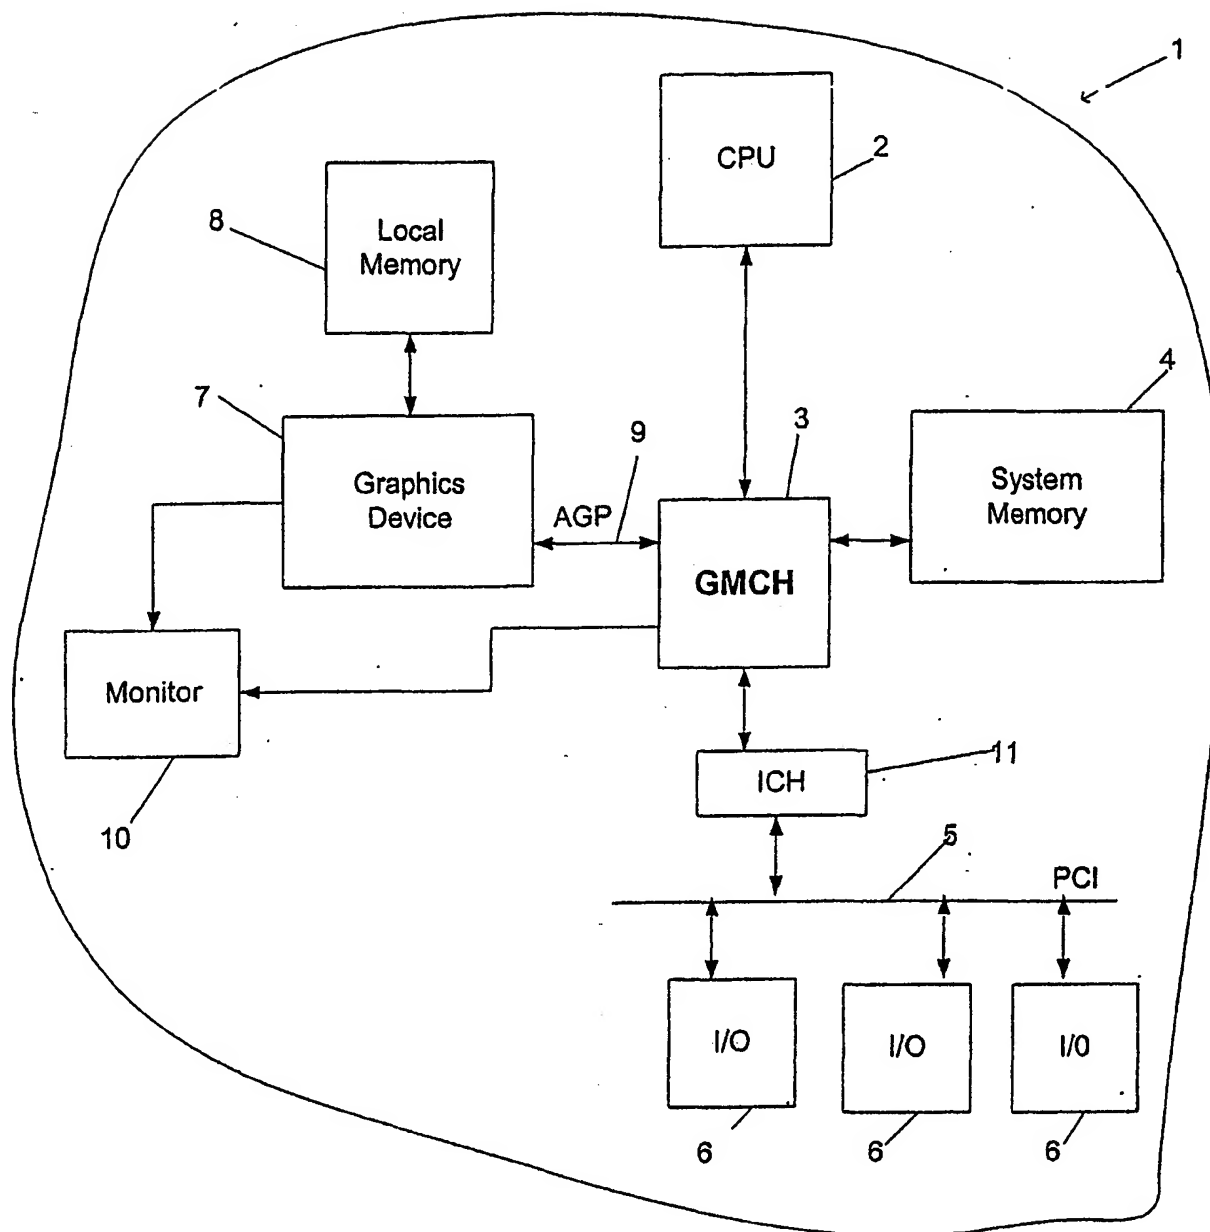 1
CPU
2
Local
Memory
8
4
System
Memory
7
Graphics
Device
9
AGP
3
GMCH
Monitor
10
ICH
11
5
PCI
I/O
I/O
I/0
6
6
6